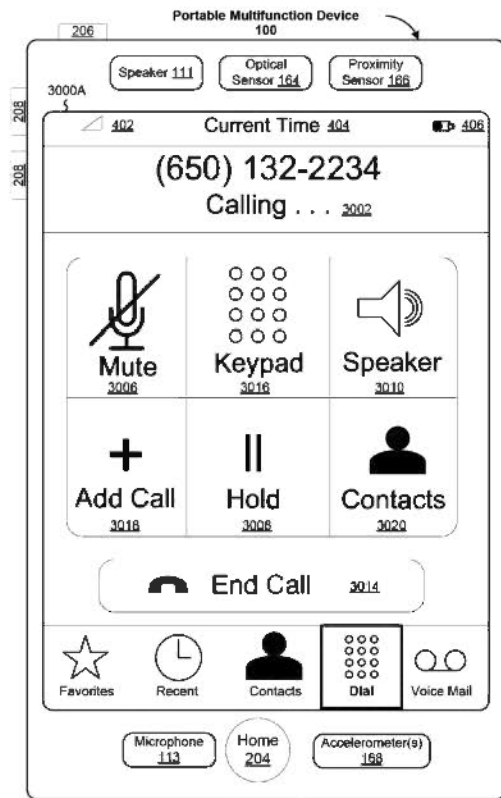 Portable Multifunction Device
100
206
Speaker 111
Optical
Sensor 164
Proximity
Sensor 166
3000A
208
208
402
Current Time 404
406
(650) 132-2234
Calling . . . 3002
Mute
3006
Keypad
3016
Speaker
3010
Add Call
3018
Hold
3008
Contacts
3020
End Call 3014
Favorites
Recent
Contacts
Dial
Voice Mail
Microphone
113
Home
204
Accelerometer(s)
168